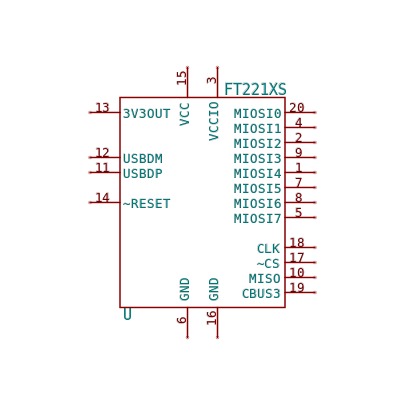 15
3
FT221XS
13
3V3OUT
VCC
VCCIO
MIOSI0
20
MIOSI1
4
MIOSI2
2
12
USBDM
MIOSI3
9
11
USBDP
MIOSI4
1
MIOSI5
7
14
~RESET
MIOSI6
8
MIOSI7
5
CLK
18
~CS
17
MISO
10
GND
GND
CBUS3
19
U
6
16